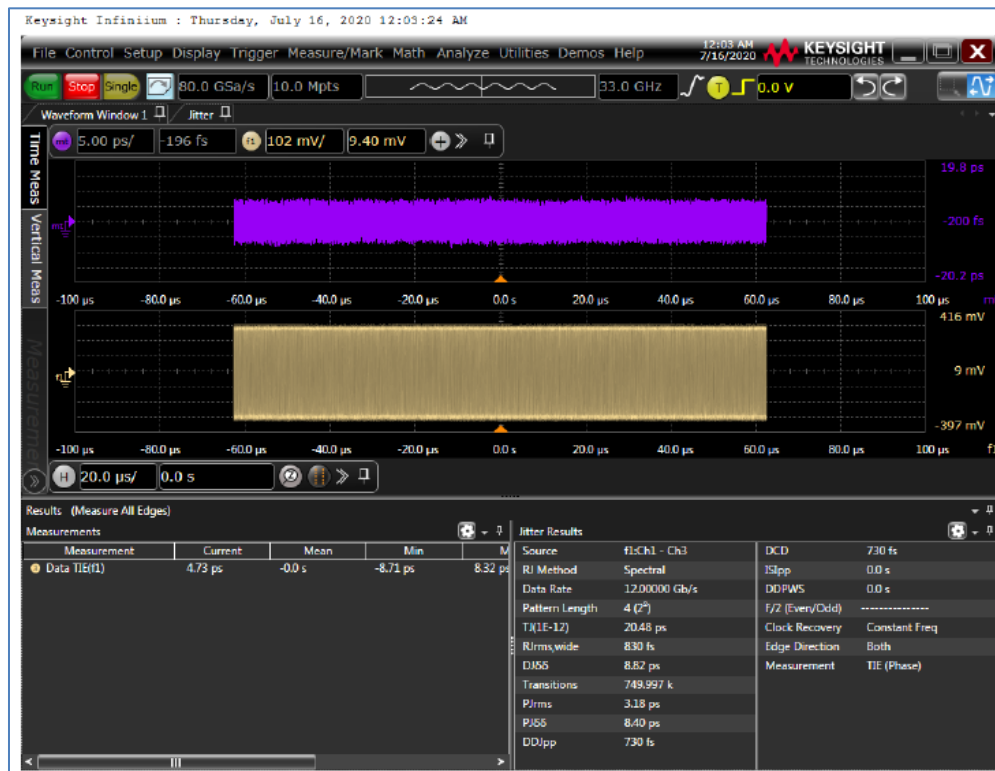 Keysight Infiniium : Thursday, July 16, 2020 12:03:24 AM
File Control Setup Display Trigger Measure/Mark Math Analyze Utilities Demos Help 12:03 AM 7/16/2020 KEYSIGHT TECHNOLOGIES X
Run Stop Single 80.0 GSa/s 10.0 Mpts 33.0 GHz T 0.0 V
Waveform Window 1 Jitter
5.00 ps/ -196 fs f1 102 mV/ 9.40 mV
Time Meas
Vertical Meas
Measurements
19.8 ps
-200 fs
-20.2 ps
-100 µs -80.0 µs -60.0 µs -40.0 µs -20.0 µs 0.0 s 20.0 µs 40.0 µs 60.0 µs 80.0 µs 100 µs m
416 mV
9 mV
-397 mV
-100 µs -80.0 µs -60.0 µs -40.0 µs -20.0 µs 0.0 s 20.0 µs 40.0 µs 60.0 µs 80.0 µs 100 µs f1
H 20.0 µs/ 0.0 s
Results (Measure All Edges)
Measurements
Measurement Current Mean Min M
Data TIE(f1) 4.73 ps -0.0 s -8.71 ps 8.32 ps
Jitter Results
Source f1:Ch1 - Ch3 DCD 730 fs
RJ Method Spectral ISIpp 0.0 s
Data Rate 12.00000 Gb/s DDPWS 0.0 s
Pattern Length 4 (2⁰) F/2 (Even/Odd) ---------------
TJ(1E-12) 20.48 ps Clock Recovery Constant Freq
RJrms,wide 830 fs Edge Direction Both
DJδδ 8.82 ps Measurement TIE (Phase)
Transitions 749.997 k
PJrms 3.18 ps
PJδδ 8.40 ps
DDJpp 730 fs